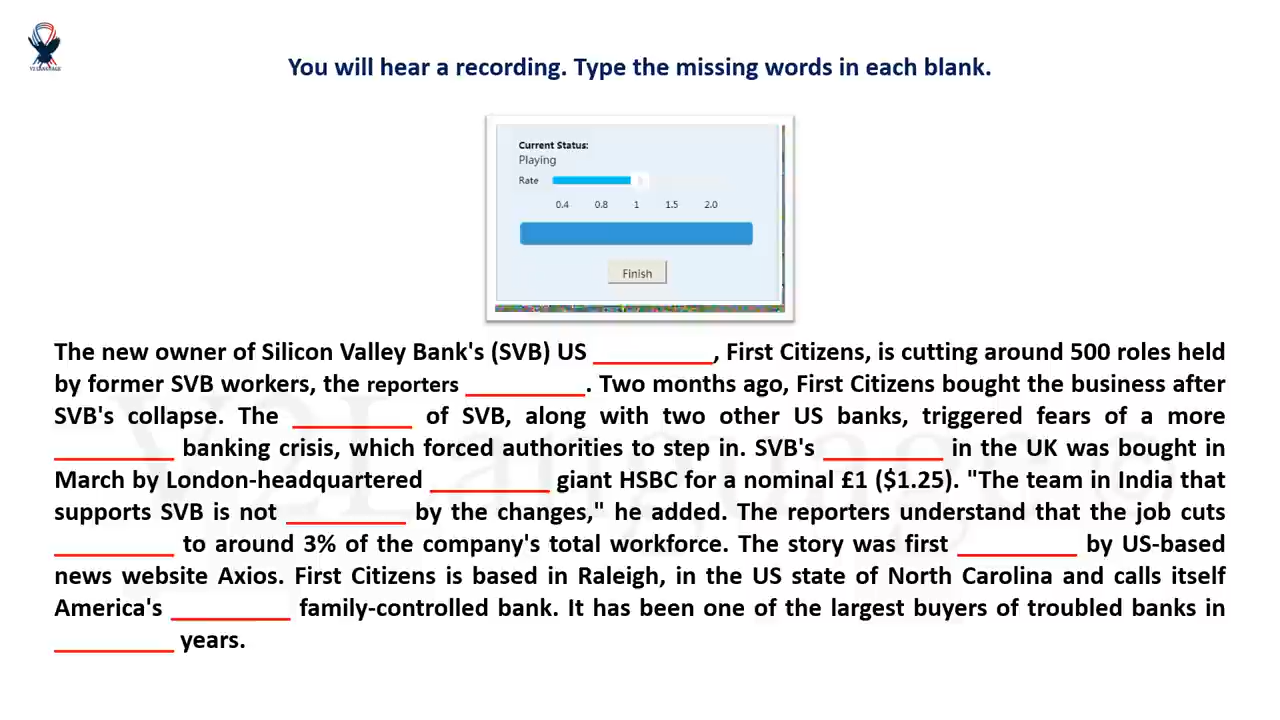 V2 LANGUAGE
You will hear a recording. Type the missing words in each blank.
Current Status:
Playing
Rate
0.4 0.8 1 1.5 2.0
Finish
The new owner of Silicon Valley Bank's (SVB) US __________, First Citizens, is cutting around 500 roles held
by former SVB workers, the reporters __________. Two months ago, First Citizens bought the business after
SVB's collapse. The __________ of SVB, along with two other US banks, triggered fears of a more
__________ banking crisis, which forced authorities to step in. SVB's __________ in the UK was bought in
March by London-headquartered __________ giant HSBC for a nominal £1 ($1.25). "The team in India that
supports SVB is not __________ by the changes," he added. The reporters understand that the job cuts
__________ to around 3% of the company's total workforce. The story was first __________ by US-based
news website Axios. First Citizens is based in Raleigh, in the US state of North Carolina and calls itself
America's __________ family-controlled bank. It has been one of the largest buyers of troubled banks in
__________ years.